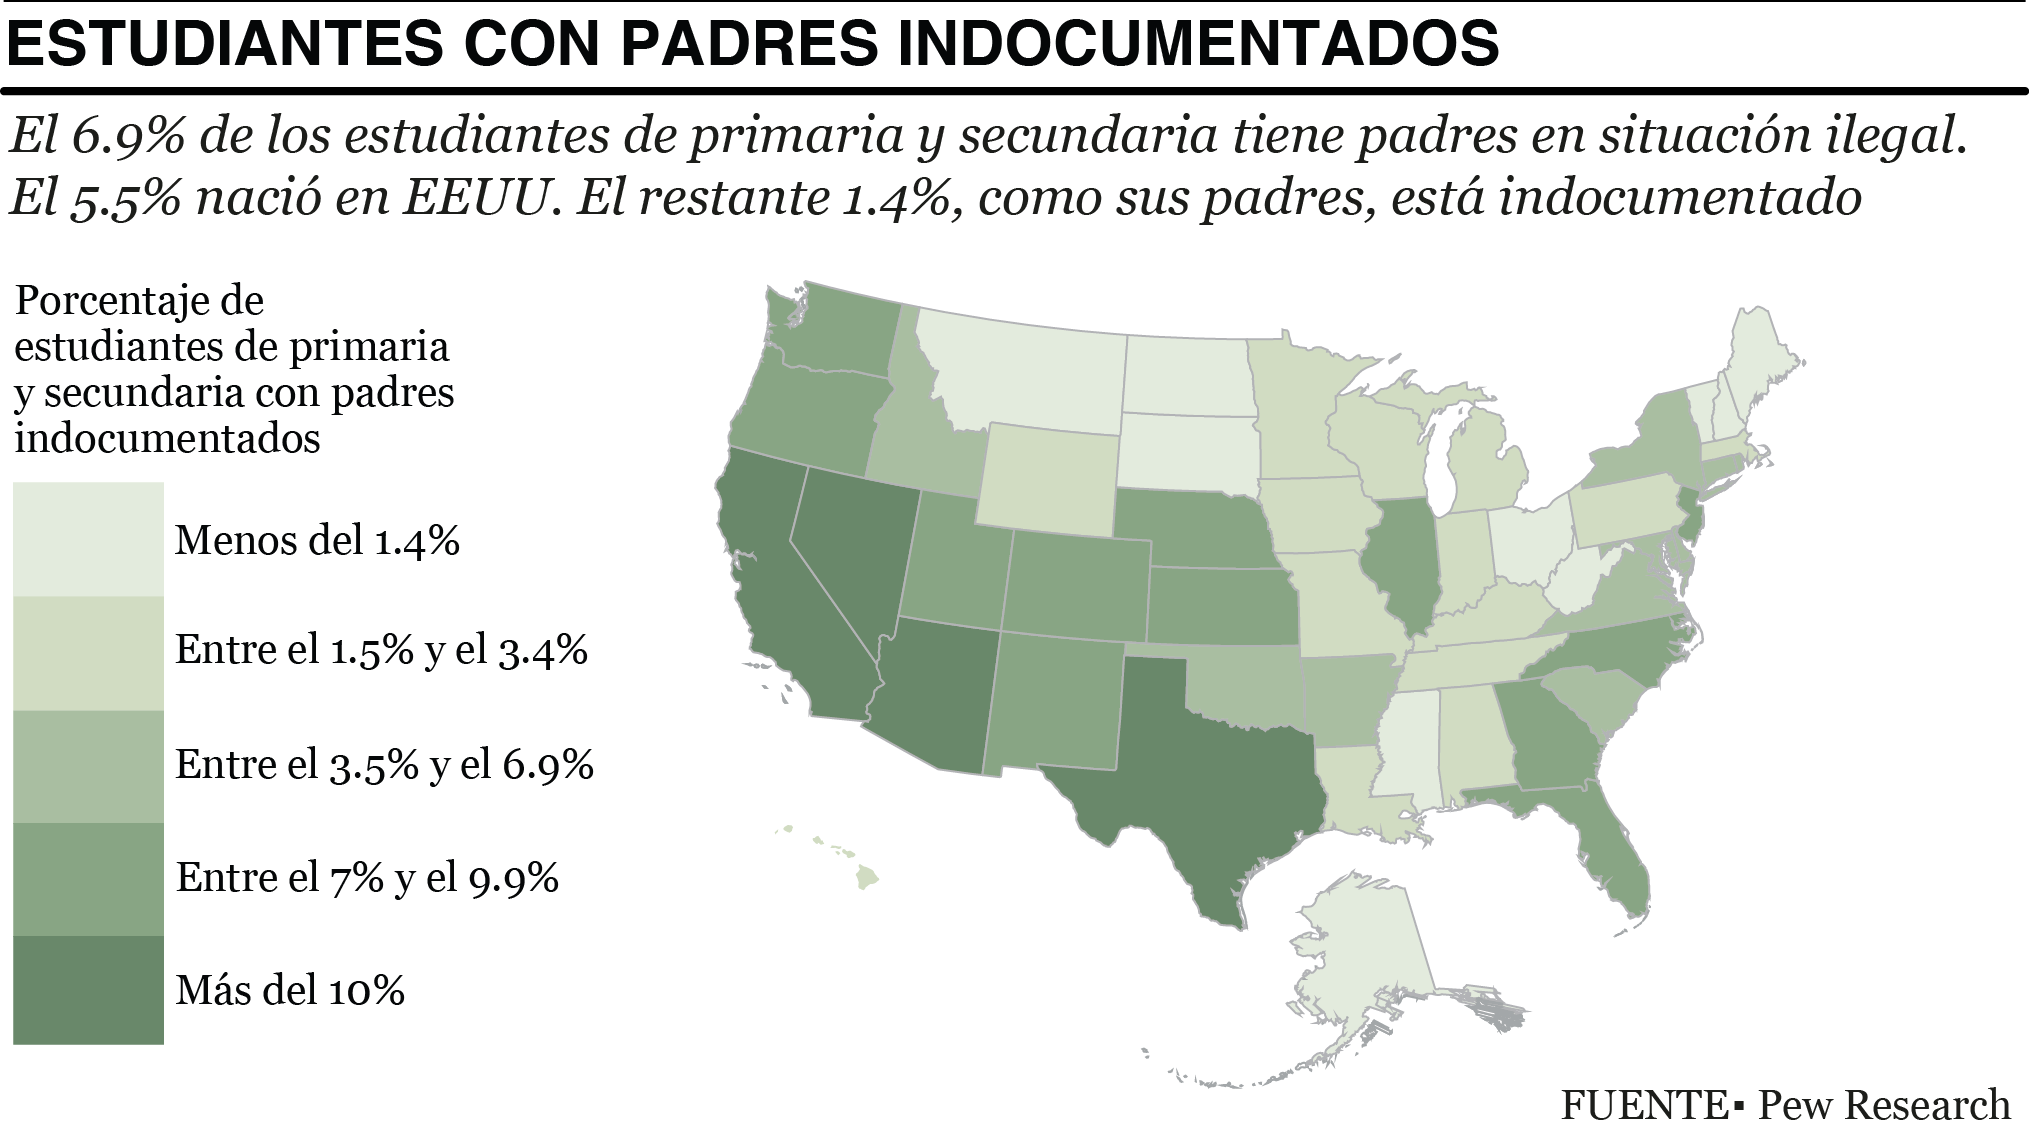 ESTUDIANTES CON PADRES INDOCUMENTADOS
El 6.9% de los estudiantes de primaria y secundaria tiene padres en situación ilegal.
El 5.5% nació en EEUU. El restante 1.4%, como sus padres, está indocumentado
Porcentaje de
estudiantes de primaria
y secundaria con padres
indocumentados
Menos del 1.4%
Entre el 1.5% y el 3.4%
Entre el 3.5% y el 6.9%
Entre el 7% y el 9.9%
Más del 10%
FUENTE▪ Pew Research